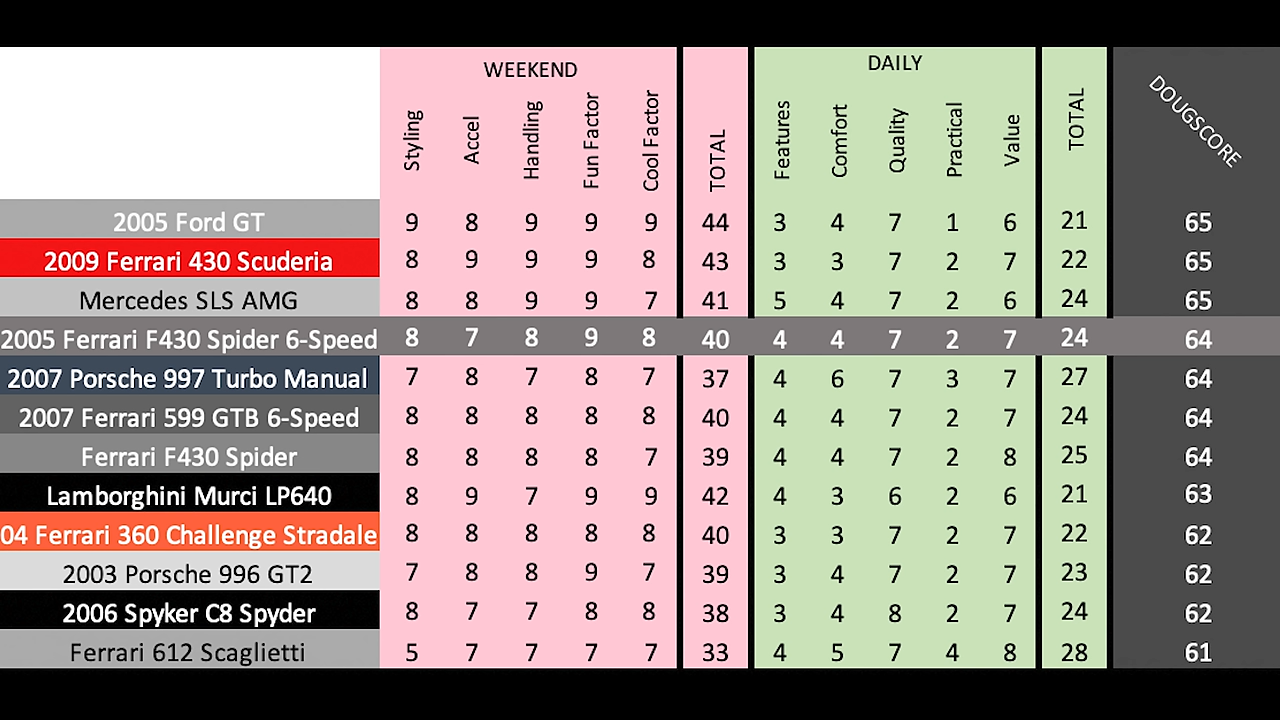 WEEKEND DAILY
Styling Accel Handling Fun Factor Cool Factor TOTAL Features Comfort Quality Practical Value TOTAL DOUGSCORE
2005 Ford GT 9 8 9 9 9 44 3 4 7 1 6 21 65
2009 Ferrari 430 Scuderia 8 9 9 9 8 43 3 3 7 2 7 22 65
Mercedes SLS AMG 8 8 9 9 7 41 5 4 7 2 6 24 65
2005 Ferrari F430 Spider 6-Speed 8 7 8 9 8 40 4 4 7 2 7 24 64
2007 Porsche 997 Turbo Manual 7 8 7 8 7 37 4 6 7 3 7 27 64
2007 Ferrari 599 GTB 6-Speed 8 8 8 8 8 40 4 4 7 2 7 24 64
Ferrari F430 Spider 8 8 8 8 7 39 4 4 7 2 8 25 64
Lamborghini Murci LP640 8 9 7 9 9 42 4 3 6 2 6 21 63
04 Ferrari 360 Challenge Stradale 8 8 8 8 8 40 3 3 7 2 7 22 62
2003 Porsche 996 GT2 7 8 8 9 7 39 3 4 7 2 7 23 62
2006 Spyker C8 Spyder 8 7 7 8 8 38 3 4 8 2 7 24 62
Ferrari 612 Scaglietti 5 7 7 7 7 33 4 5 7 4 8 28 61